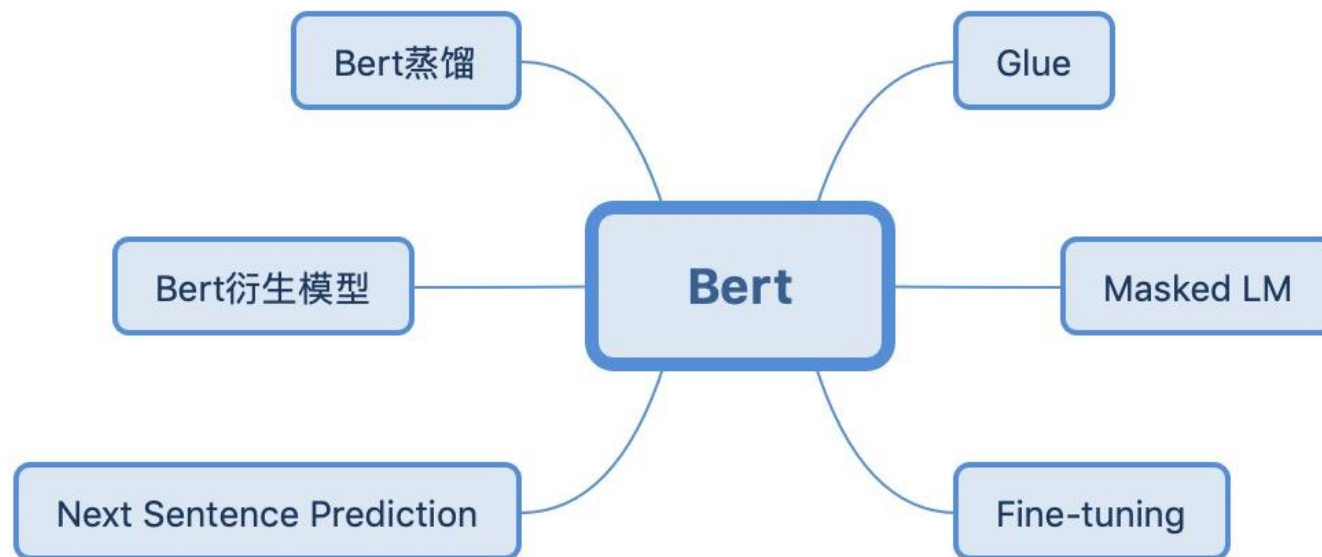 Bert蒸馏
Glue
Bert衍生模型
Bert
Masked LM
Next Sentence Prediction
Fine-tuning